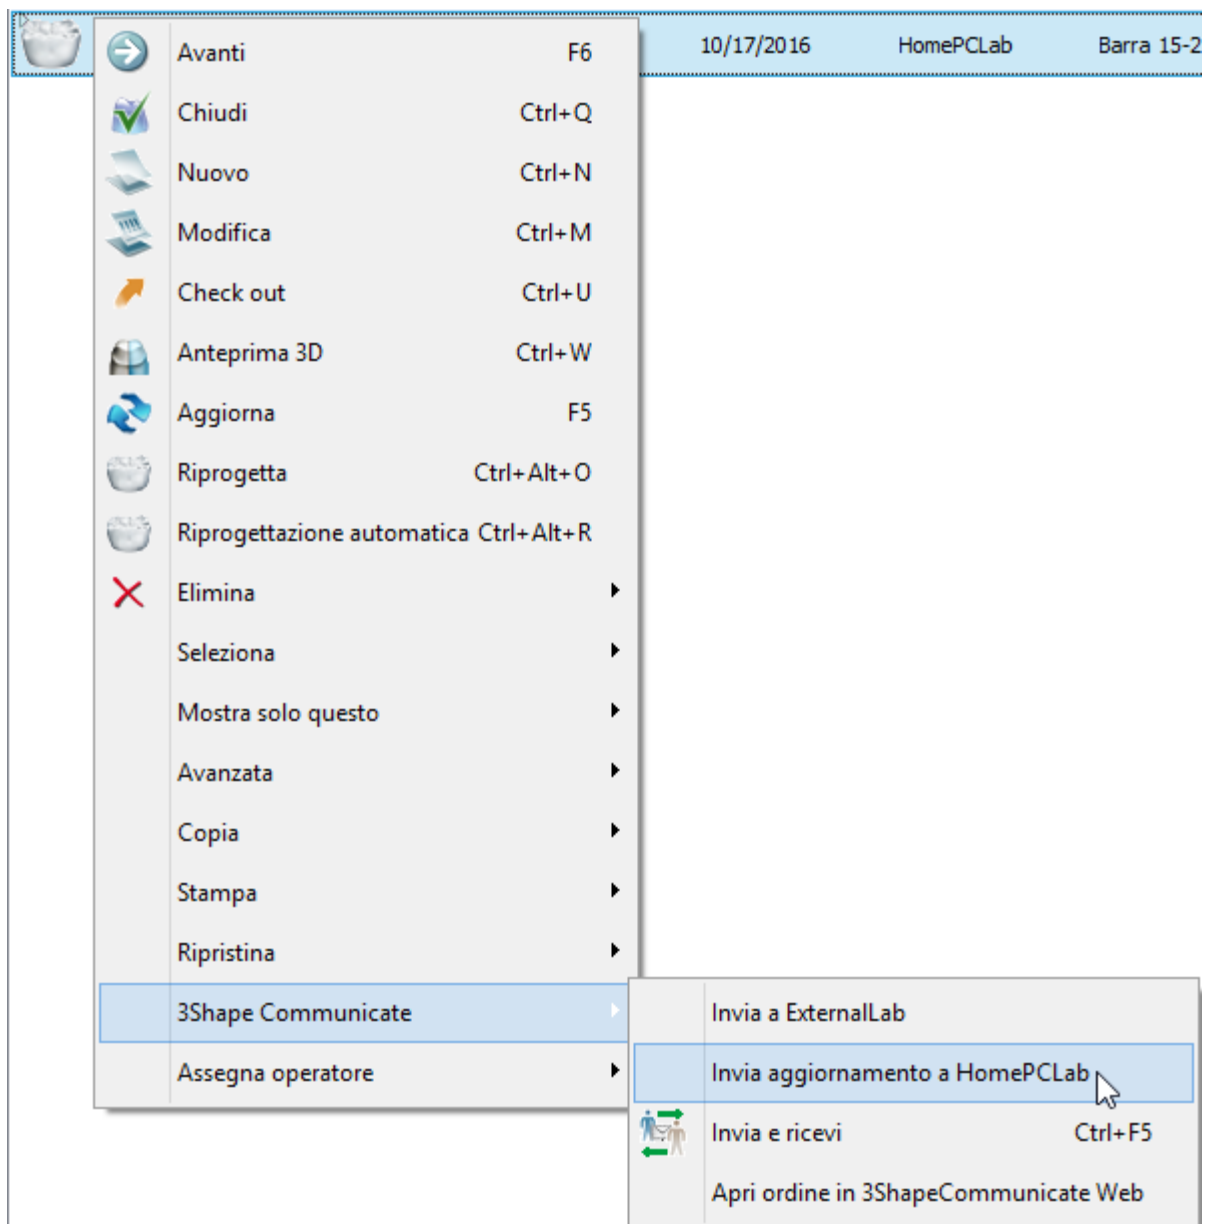 10/17/2016 HomePCLab Barra 15-2
Avanti F6
Chiudi Ctrl+Q
Nuovo Ctrl+N
Modifica Ctrl+M
Check out Ctrl+U
Anteprima 3D Ctrl+W
Aggiorna F5
Riprogetta Ctrl+Alt+O
Riprogettazione automatica Ctrl+Alt+R
Elimina
Seleziona
Mostra solo questo
Avanzata
Copia
Stampa
Ripristina
3Shape Communicate
Assegna operatore
Invia a ExternalLab
Invia aggiornamento a HomePCLab
Invia e ricevi Ctrl+F5
Apri ordine in 3ShapeCommunicate Web